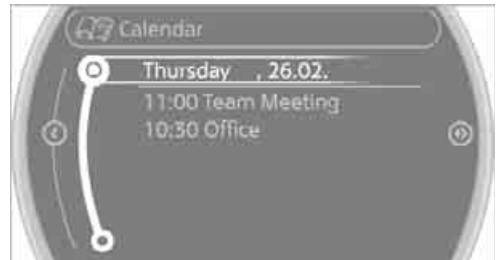 Calendar
Thursday , 26.02.
11:00 Team Meeting
10:30 Office